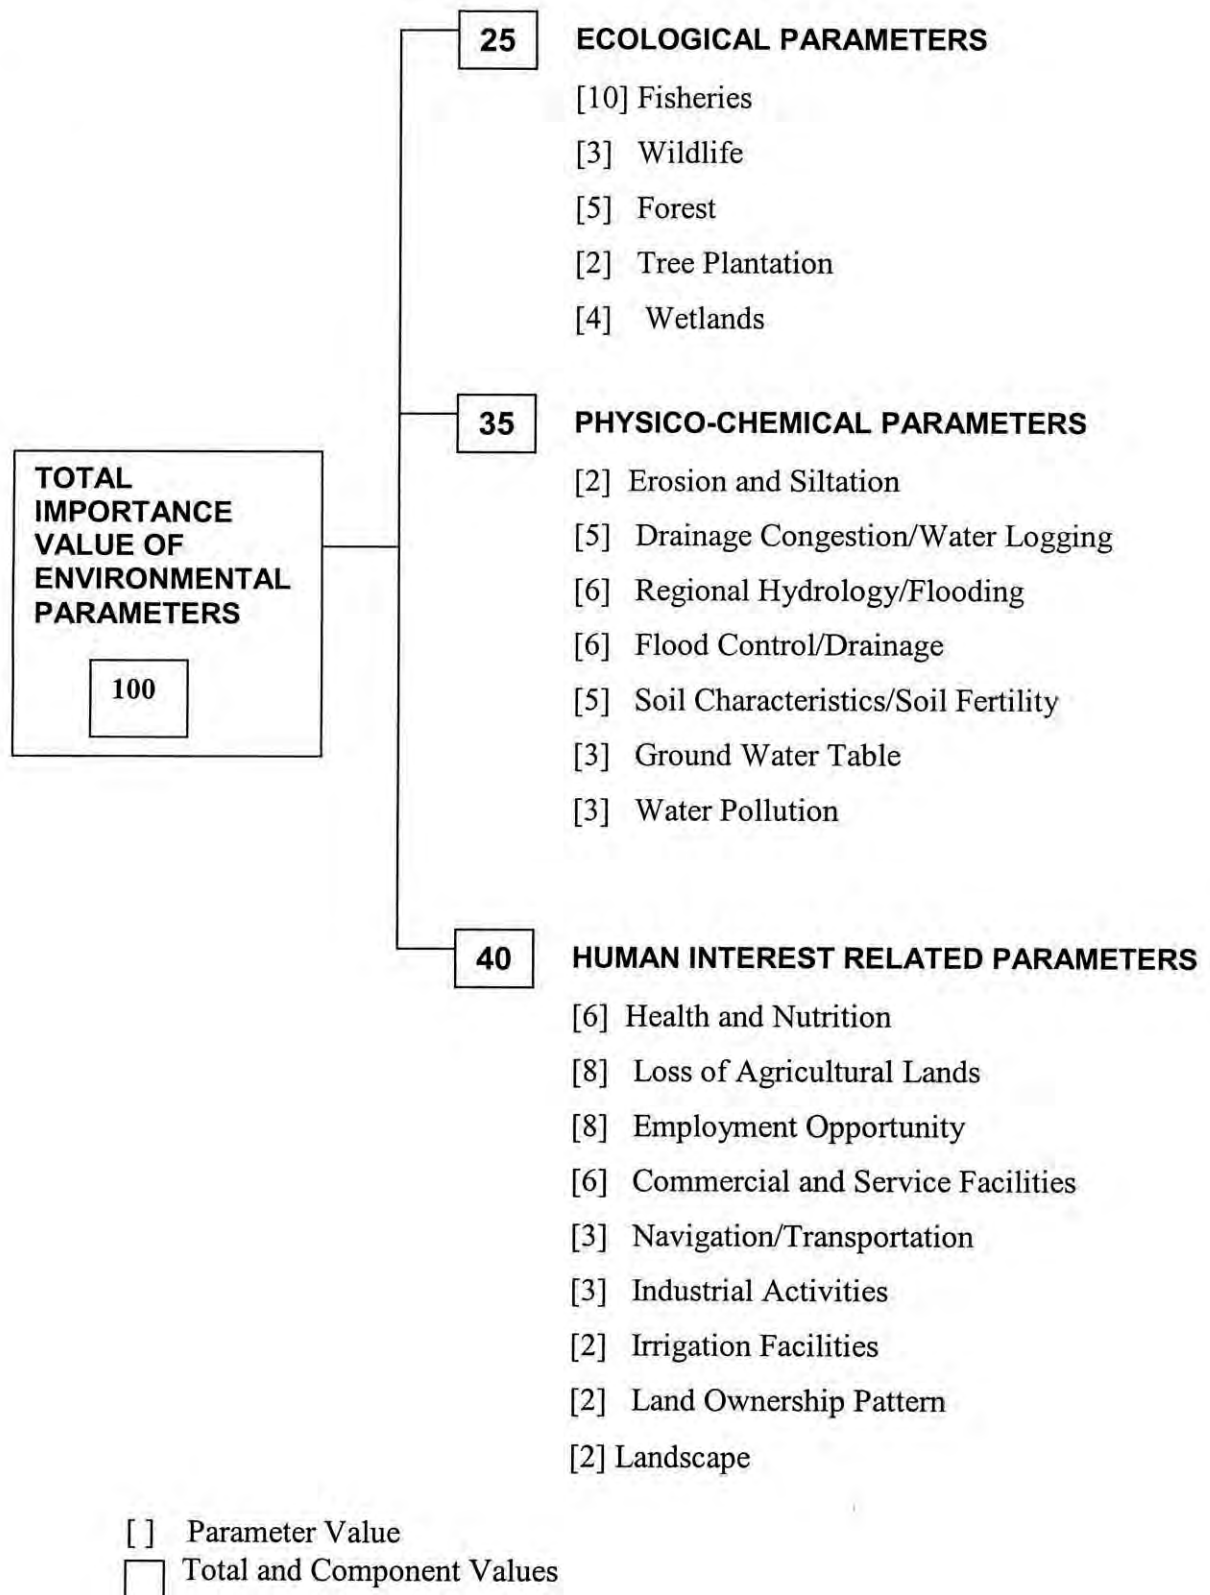 25 ECOLOGICAL PARAMETERS
[10] Fisheries
[3] Wildlife
[5] Forest
[2] Tree Plantation
[4] Wetlands
35 PHYSICO-CHEMICAL PARAMETERS
[2] Erosion and Siltation
[5] Drainage Congestion/Water Logging
[6] Regional Hydrology/Flooding
[6] Flood Control/Drainage
[5] Soil Characteristics/Soil Fertility
[3] Ground Water Table
[3] Water Pollution
TOTAL
IMPORTANCE
VALUE OF
ENVIRONMENTAL
PARAMETERS
100
40 HUMAN INTEREST RELATED PARAMETERS
[6] Health and Nutrition
[8] Loss of Agricultural Lands
[8] Employment Opportunity
[6] Commercial and Service Facilities
[3] Navigation/Transportation
[3] Industrial Activities
[2] Irrigation Facilities
[2] Land Ownership Pattern
[2] Landscape
[ ] Parameter Value
Total and Component Values